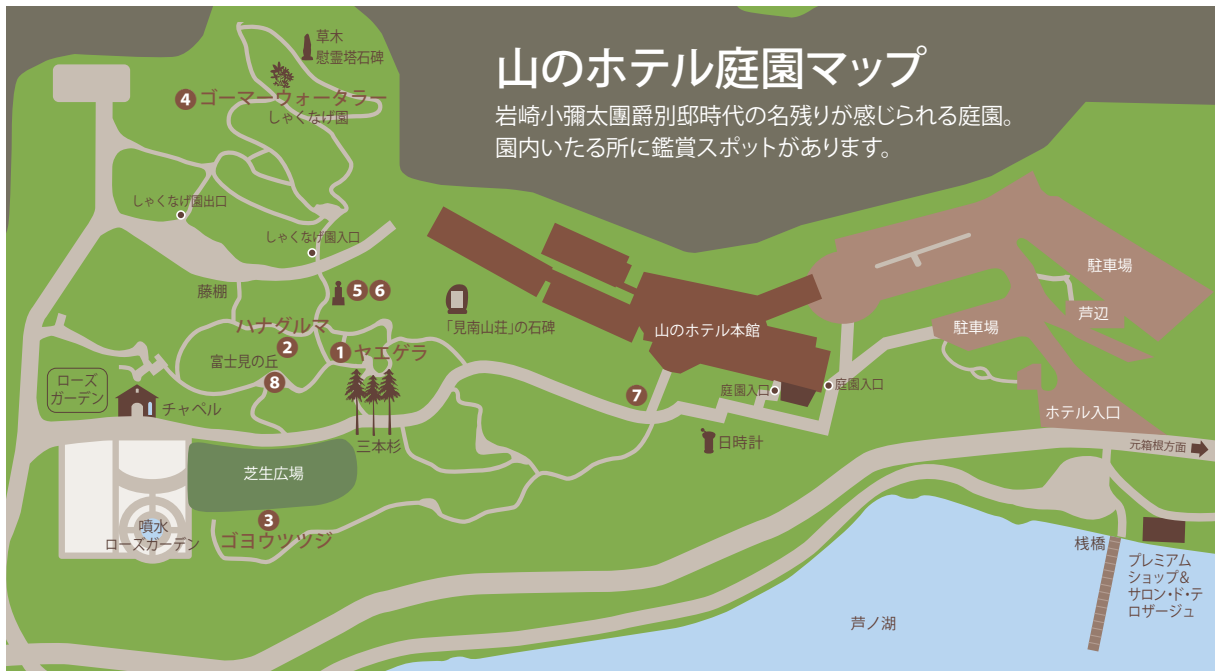 山のホテル庭園マップ
岩崎小彌太團爵別邸時代の名残りが感じられる庭園。
園内いたる所に鑑賞スポットがあります。
草木
慰霊塔石碑
4 ゴーマーウォータラー
しゃくなげ園
しゃくなげ園出口
しゃくなげ園入口
藤棚
5 6
「見南山荘」の石碑
ハナグルマ
2
1 ヤエゲラ
富士見の丘
8
ローズ
ガーデン
チャペル
三本杉
芝生広場
3
ゴヨウツツジ
噴水
ローズガーデン
山のホテル本館
7
庭園入口
庭園入口
日時計
駐車場
駐車場
芦辺
ホテル入口
元箱根方面
桟橋
プレミアム
ショップ&
サロン・ド・テ
ロザージュ
芦ノ湖